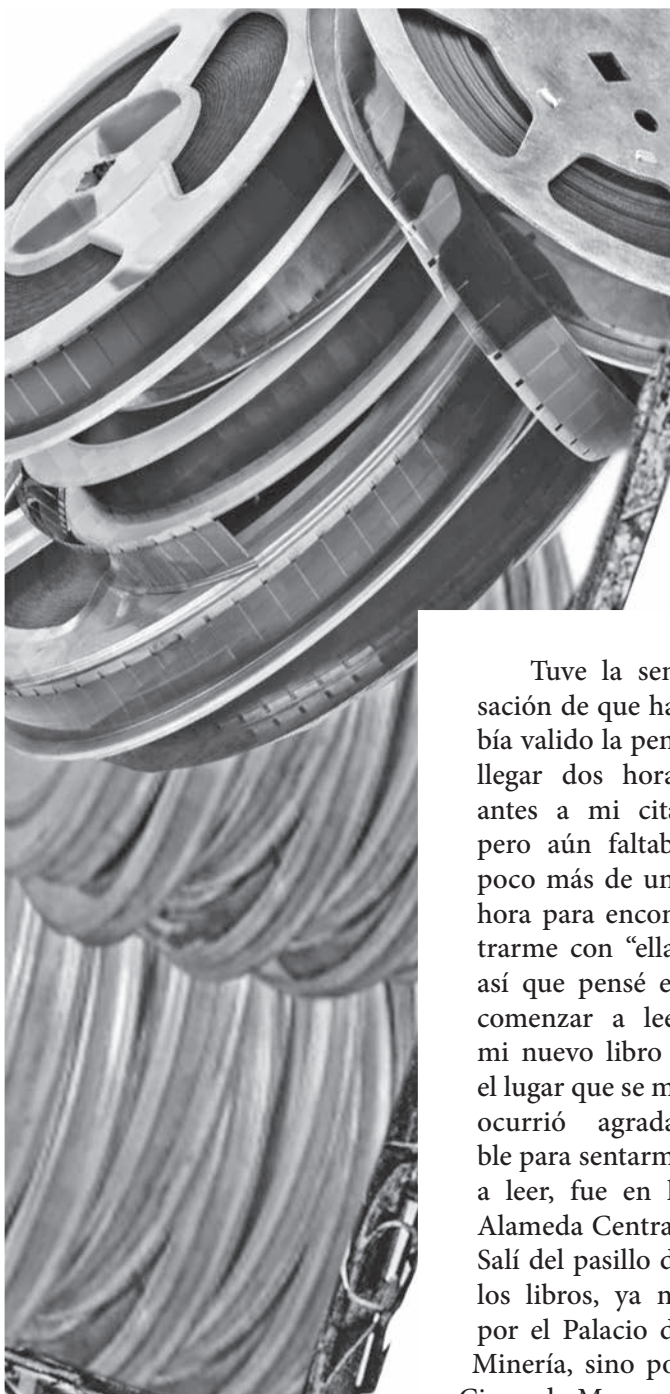 Tuve la sen
sación de que ha
bía valido la pen
llegar dos hora
antes a mi cita
pero aún faltab
poco más de un
hora para encon
trarme con “ella
así que pensé e
comenzar a lee
mi nuevo libro
el lugar que se m
ocurrió agrada
ble para sentarm
a leer, fue en l
Alameda Centra
Salí del pasillo d
los libros, ya n
por el Palacio d
Minería, sino po